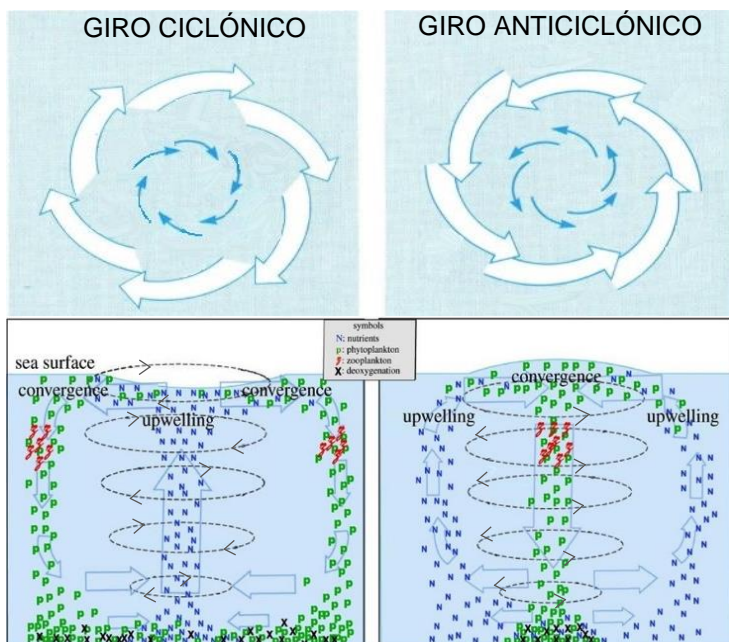 GIRO CICLÓNICO
GIRO ANTICICLÓNICO
symbols
N: nutrients
p: phytoplankton
zooplankton
x: deoxygenation
sea surface
convergence
convergence
upwelling
convergence
upwelling
upwelling